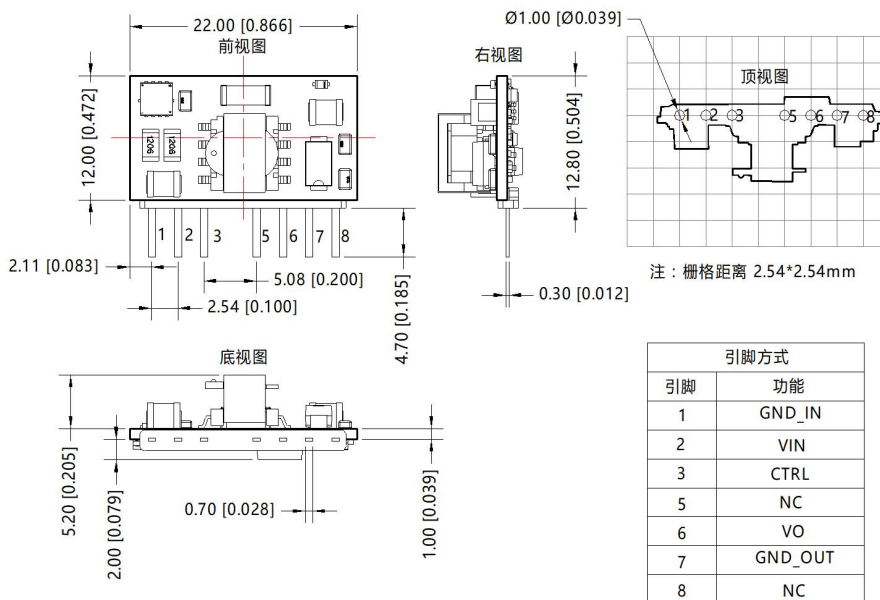 22.00 [0.866]
前视图
12.00 [0.472]
1206
1206
1 2 3 5 6 7 8
2.11 [0.083]
5.08 [0.200]
2.54 [0.100]
4.70 [0.185]
右视图
12.80 [0.504]
0.30 [0.012]
Ø1.00 [Ø0.039]
顶视图
1 2 3 5 6 7 8
注：栅格距离 2.54*2.54mm
底视图
5.20 [0.205]
2.00 [0.079]
0.70 [0.028]
1.00 [0.039]
引脚方式
引脚 功能
1 GND_IN
2 VIN
3 CTRL
5 NC
6 VO
7 GND_OUT
8 NC